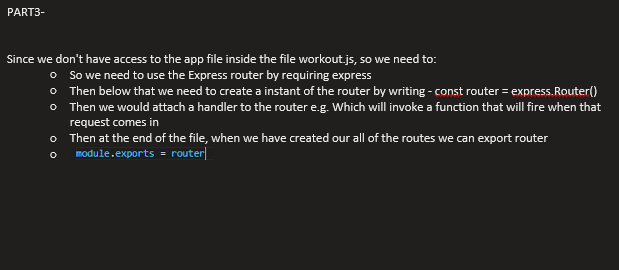 PART3-
Since we don't have access to the app file inside the file workout.js, so we need to:
o So we need to use the Express router by requiring express
o Then below that we need to create a instant of the router by writing - const router = express.Router()
o Then we would attach a handler to the router e.g. Which will invoke a function that will fire when that
request comes in
o Then at the end of the file, when we have created our all of the routes we can export router
o module.exports = router